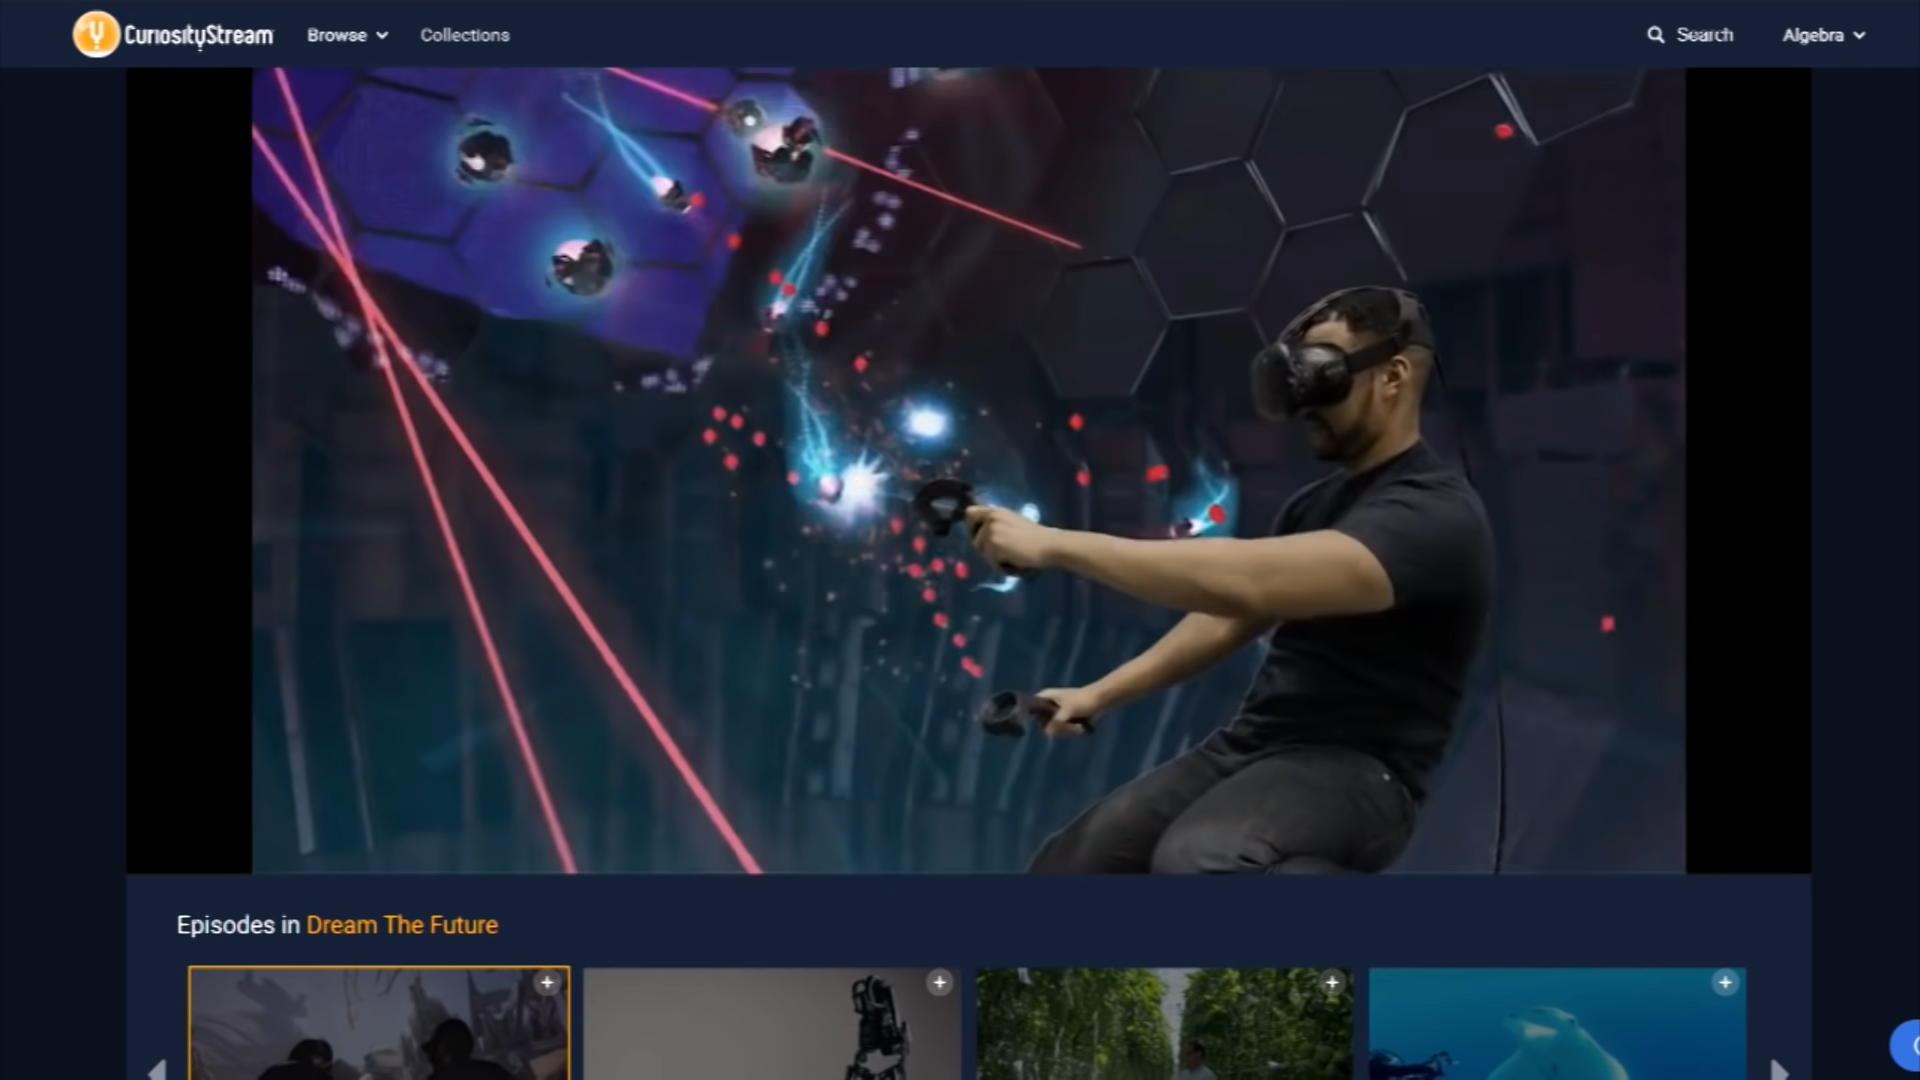 CuriosityStream Browse Collections Search Algebra
Episodes in Dream The Future